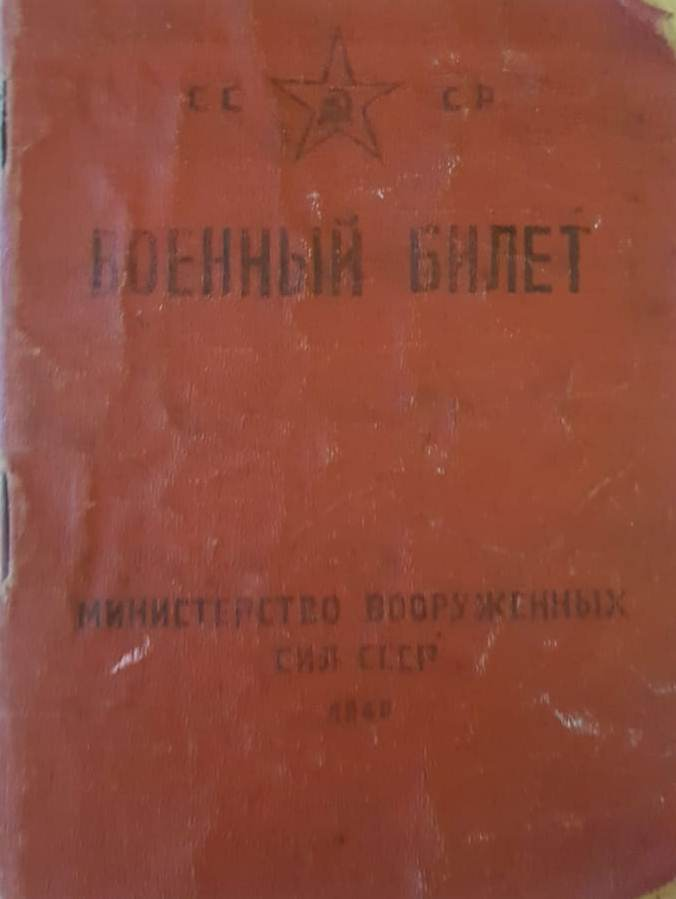 СС СР
ВОЕННЫЙ БИЛЕТ
МИНИСТЕРСТВО ВООРУЖЕННЫХ
СИЛ СССР